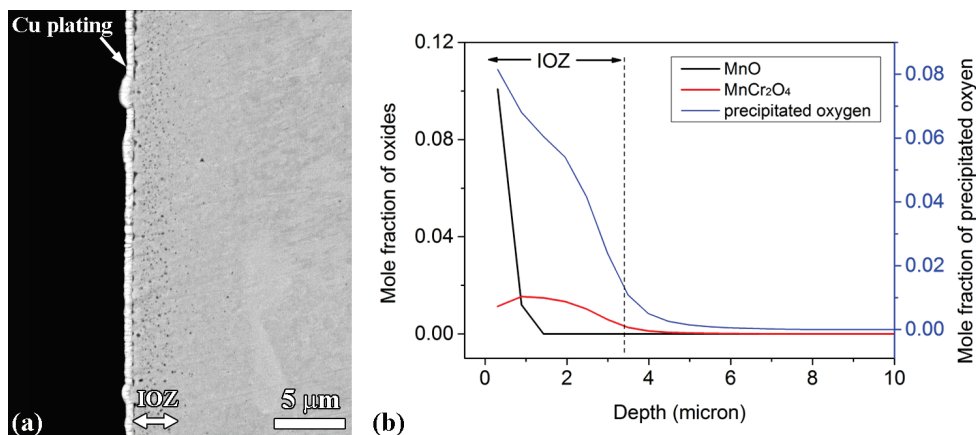 Cu plating
IOZ
5 μm
(a)
0.12
0.08
0.04
0.00
Mole fraction of oxides
IOZ
MnO
MnCr₂O₄
precipitated oxygen
0.08
0.06
0.04
0.02
0.00
Mole fraction of precipitated oxyen
0
2
4
6
8
10
Depth (micron)
(b)